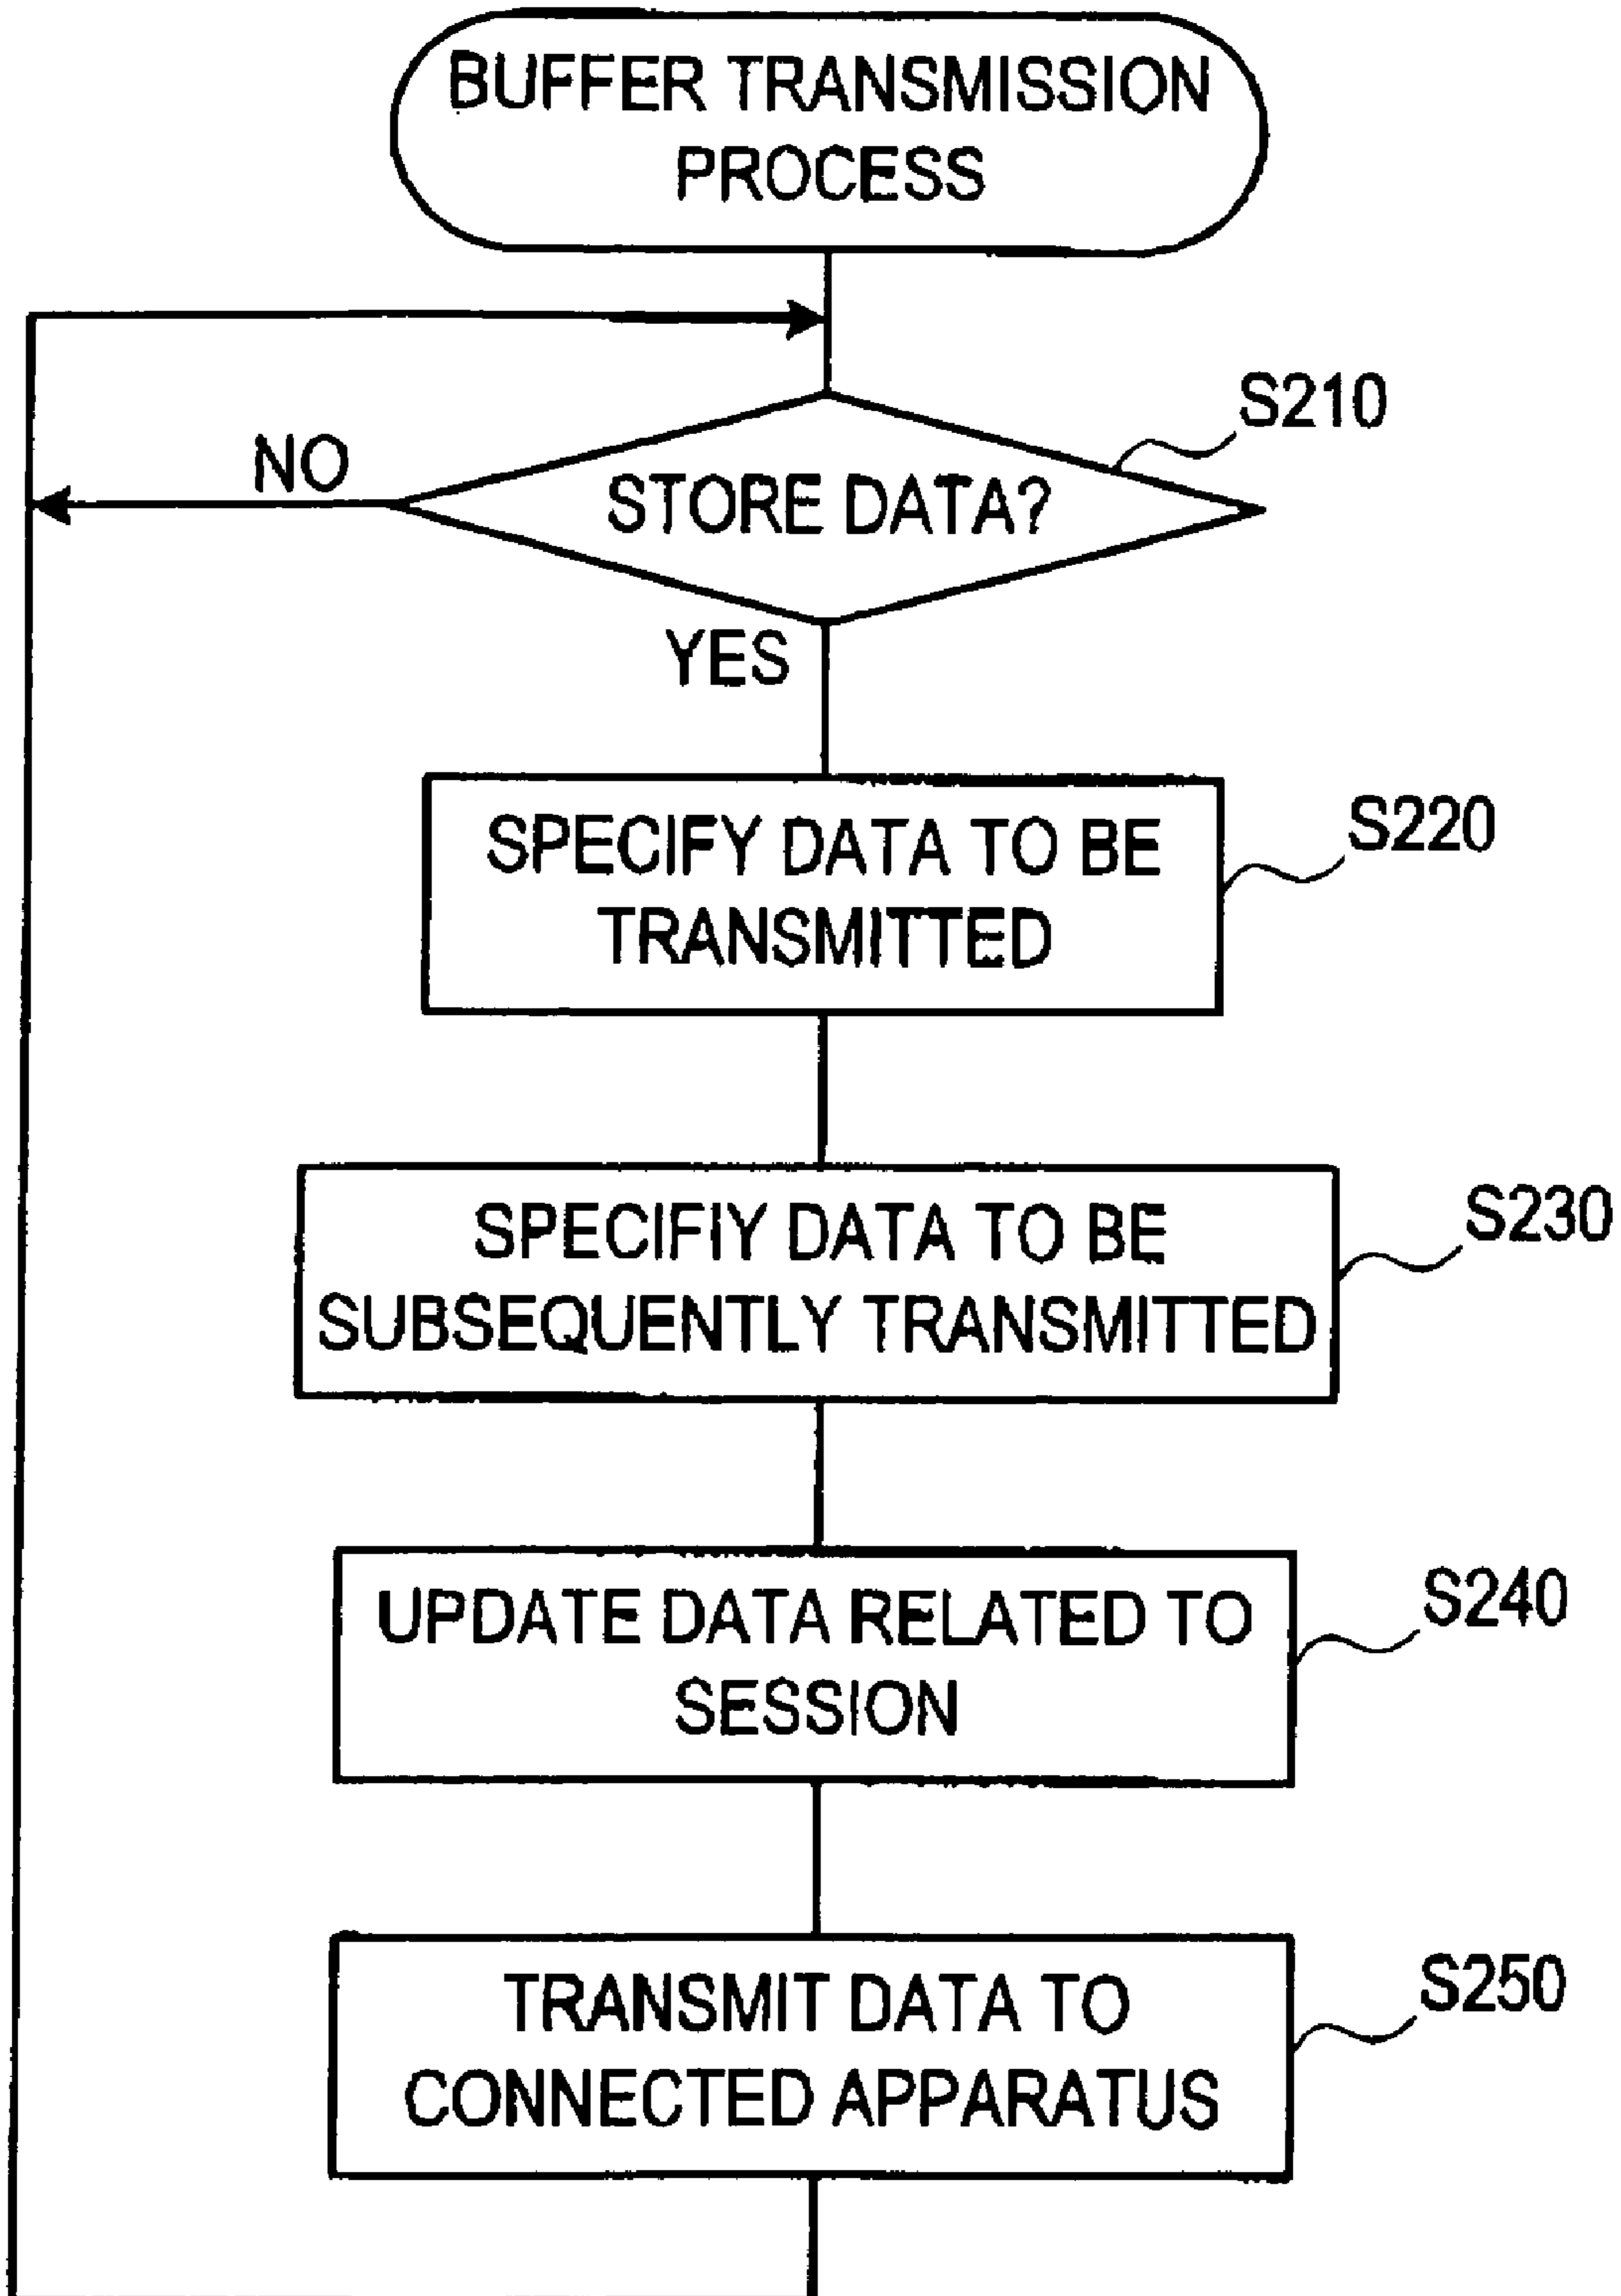 BUFFER TRANSMISSION
PROCESS
S210
NO
STORE DATA?
YES
S220
SPECIFY DATA TO BE
TRANSMITTED
S230
SPECIFIY DATA TO BE
SUBSEQUENTLY TRANSMITTED
S240
UPDATE DATA RELATED TO
SESSION
S250
TRANSMIT DATA TO
CONNECTED APPARATUS